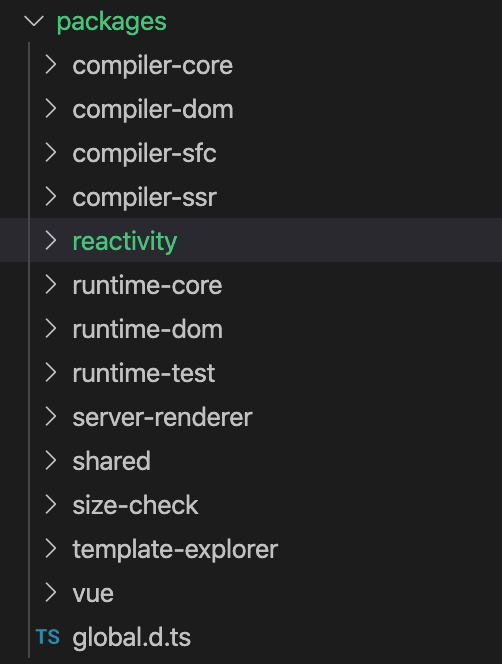 packages
compiler-core
compiler-dom
compiler-sfc
compiler-ssr
reactivity
runtime-core
runtime-dom
runtime-test
server-renderer
shared
size-check
template-explorer
vue
TS global.d.ts